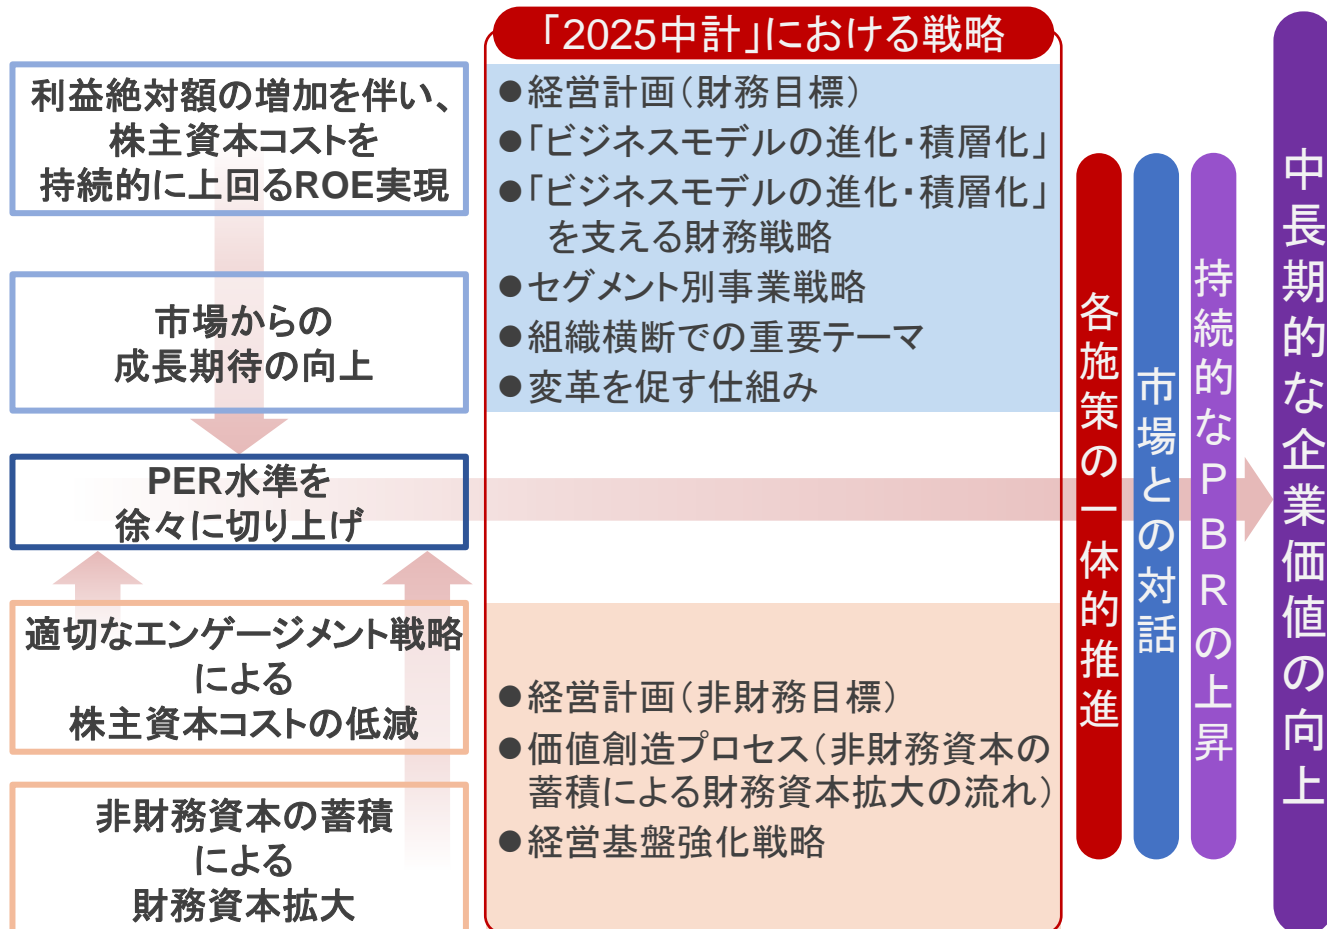 利益絶対額の増加を伴い、
株主資本コストを
持続的に上回るROE実現
市場からの
成長期待の向上
PER水準を
徐々に切り上げ
適切なエンゲージメント戦略
による
株主資本コストの低減
非財務資本の蓄積
による
財務資本拡大
「2025中計」における戦略
●経営計画（財務目標）
●「ビジネスモデルの進化・積層化」
●「ビジネスモデルの進化・積層化」
を支える財務戦略
●セグメント別事業戦略
●組織横断での重要テーマ
●変革を促す仕組み
●経営計画（非財務目標）
●価値創造プロセス（非財務資本の
蓄積による財務資本拡大の流れ）
●経営基盤強化戦略
各施策の一体的推進
市場との対話
持続的なPBRの上昇
中長期的な企業価値の向上